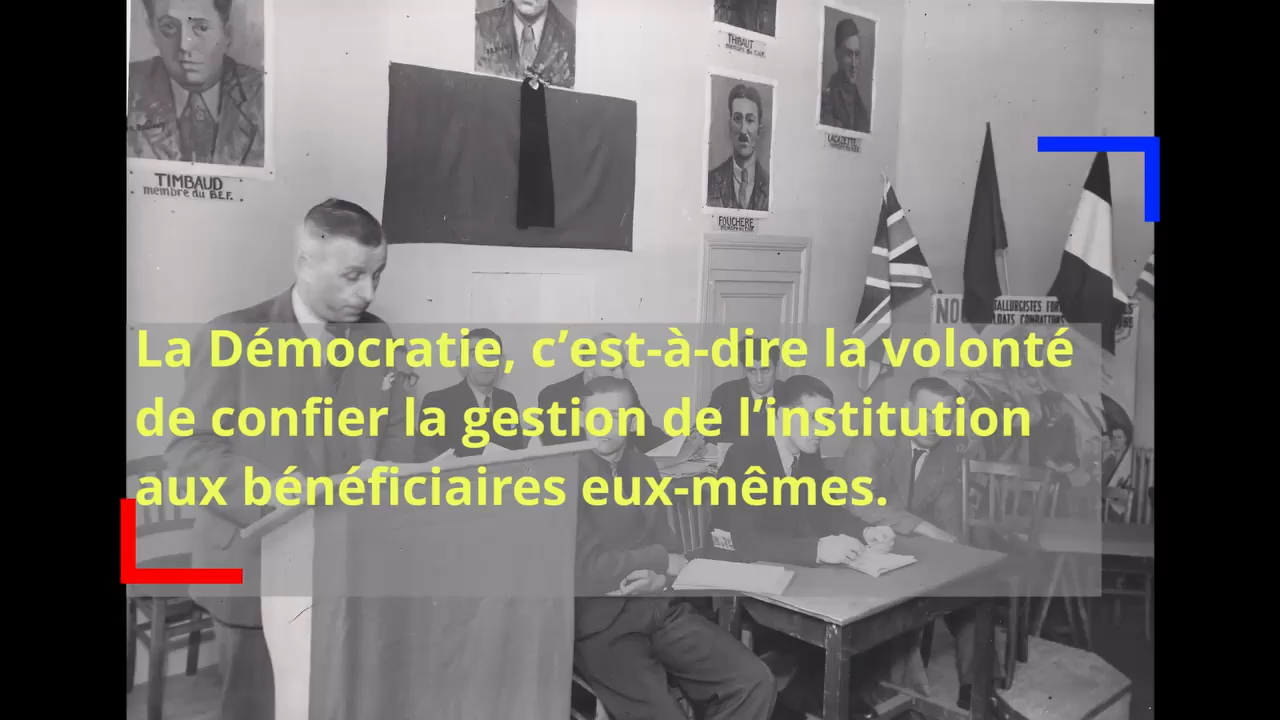 THIBAUT
TIMBAUD
membre du B.E.F.
LACAZETTE
FOUCHERE
La Démocratie, c’est-à-dire la volonté
de confier la gestion de l’institution
aux bénéficiaires eux-mêmes.